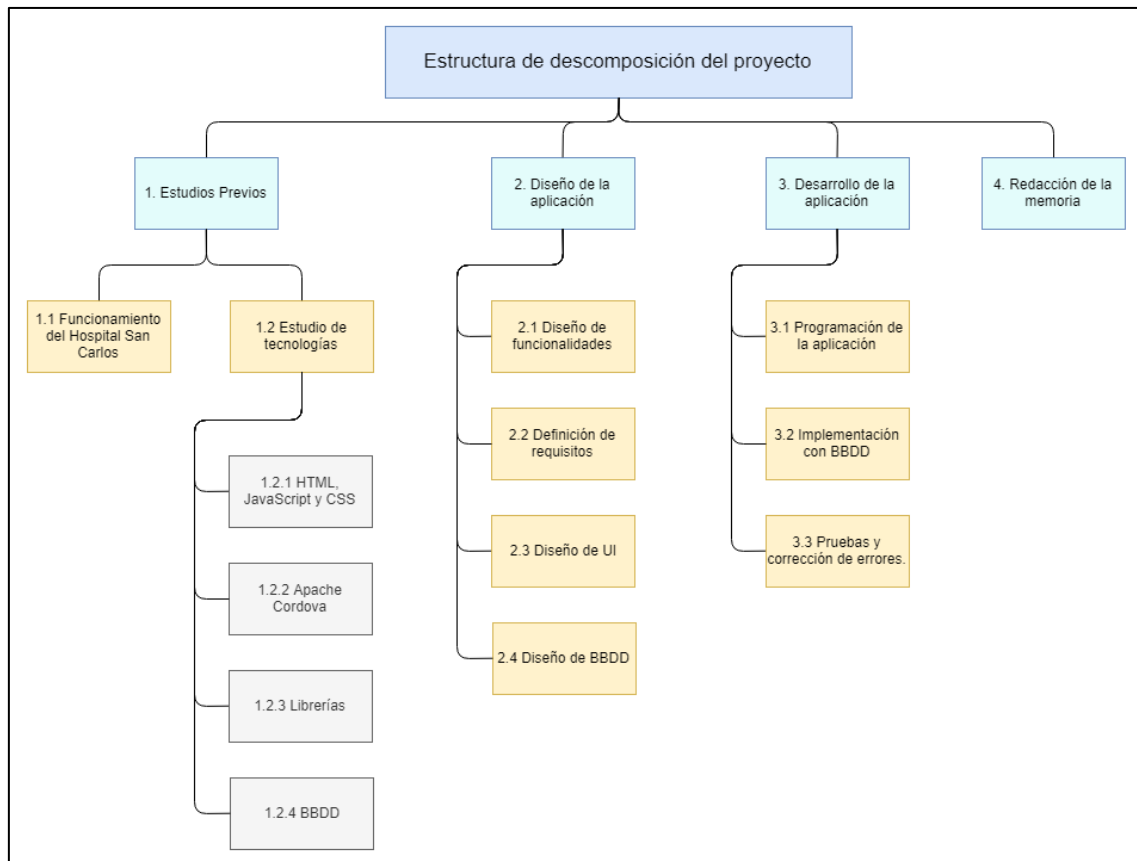 Estructura de descomposición del proyecto
1. Estudios Previos
2. Diseño de la
aplicación
3. Desarrollo de la
aplicación
4. Redacción de la
memoria
1.1 Funcionamiento
del Hospital San
Carlos
1.2 Estudio de
tecnologías
1.2.1 HTML,
JavaScript y CSS
1.2.2 Apache
Cordova
1.2.3 Librerías
1.2.4 BBDD
2.1 Diseño de
funcionalidades
2.2 Definición de
requisitos
2.3 Diseño de UI
2.4 Diseño de BBDD
3.1 Programación de
la aplicación
3.2 Implementación
con BBDD
3.3 Pruebas y
corrección de errores.